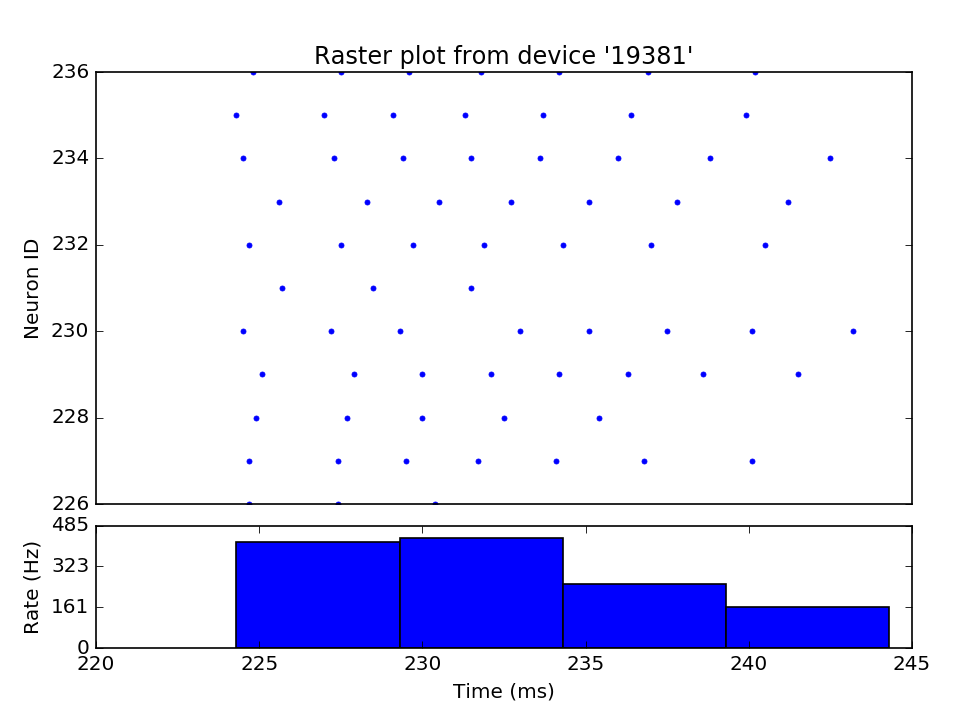 Raster plot from device '19381'
Neuron ID
236
234
232
230
228
226
Rate (Hz)
485
323
161
0
220 225 230 235 240 245
Time (ms)